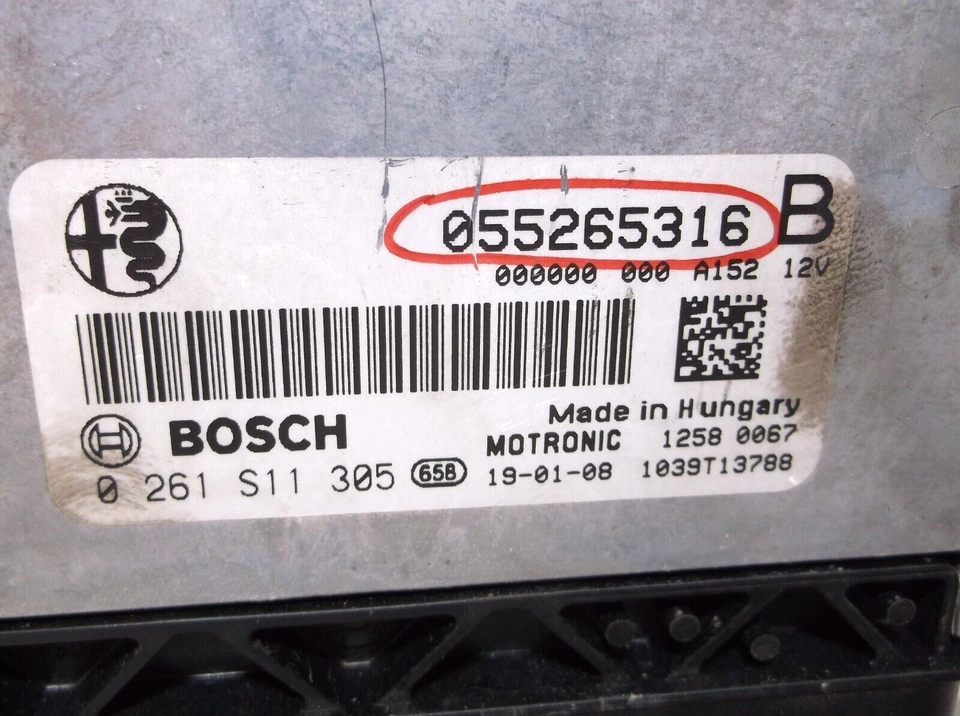 055265316 B
000000 000 A152 12V
BOSCH
Made in Hungary
MOTRONIC 1258 0067
0 261 S11 305 65B 19-01-08 1039T13788